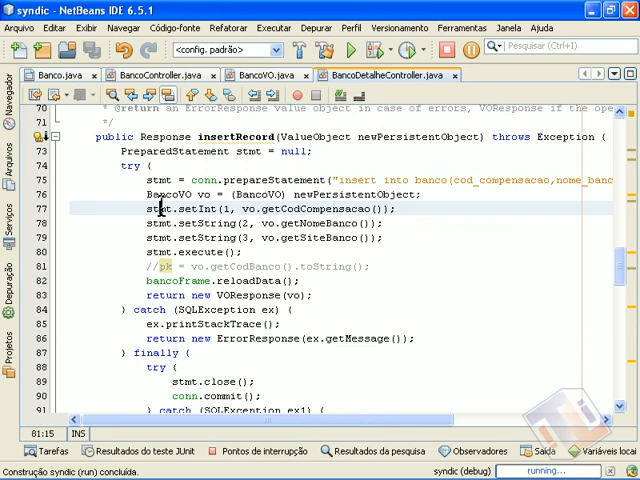 syndic - NetBeans IDE 6.5.1
Arquivo Editar Exibir Navegar Código-fonte Refatorar Executar Depurar Perfil Versionamento Ferramentas Janela Ajuda
<config. padrão> Pesquisar (Ctrl+I)
Banco.java BancoController.java BancoVO.java BancoDetalheController.java
Navegador
Arquivos
Serviços
Depuração
Projetos
70 * @return an ErrorResponse value object in case of errors, VOResponse if the ope
71 */
public Response insertRecord(ValueObject newPersistentObject) throws Exception {
73 PreparedStatement stmt = null;
74 try {
75 stmt = conn.prepareStatement("insert into banco(cod_compensacao,nome_banc
76 BancoVO vo = (BancoVO) newPersistentObject;
77 stmt.setInt(1, vo.getCodCompensacao());
78 stmt.setString(2, vo.getNomeBanco());
79 stmt.setString(3, vo.getSiteBanco());
80 stmt.execute();
81 //pk = vo.getCodBanco().toString();
82 bancoFrame.reloadData();
83 return new VOResponse(vo);
84 } catch (SQLException ex) {
85 ex.printStackTrace();
86 return new ErrorResponse(ex.getMessage());
87 } finally {
88 try {
89 stmt.close();
90 conn.commit();
91 } catch (SQLException ex1) {
81:15 INS
Tarefas Resultados do teste JUnit Pontos de interrupção Resultados da pesquisa Observadores Saída Variáveis locai
Construção syndic (run) concluída. syndic (debug) running...